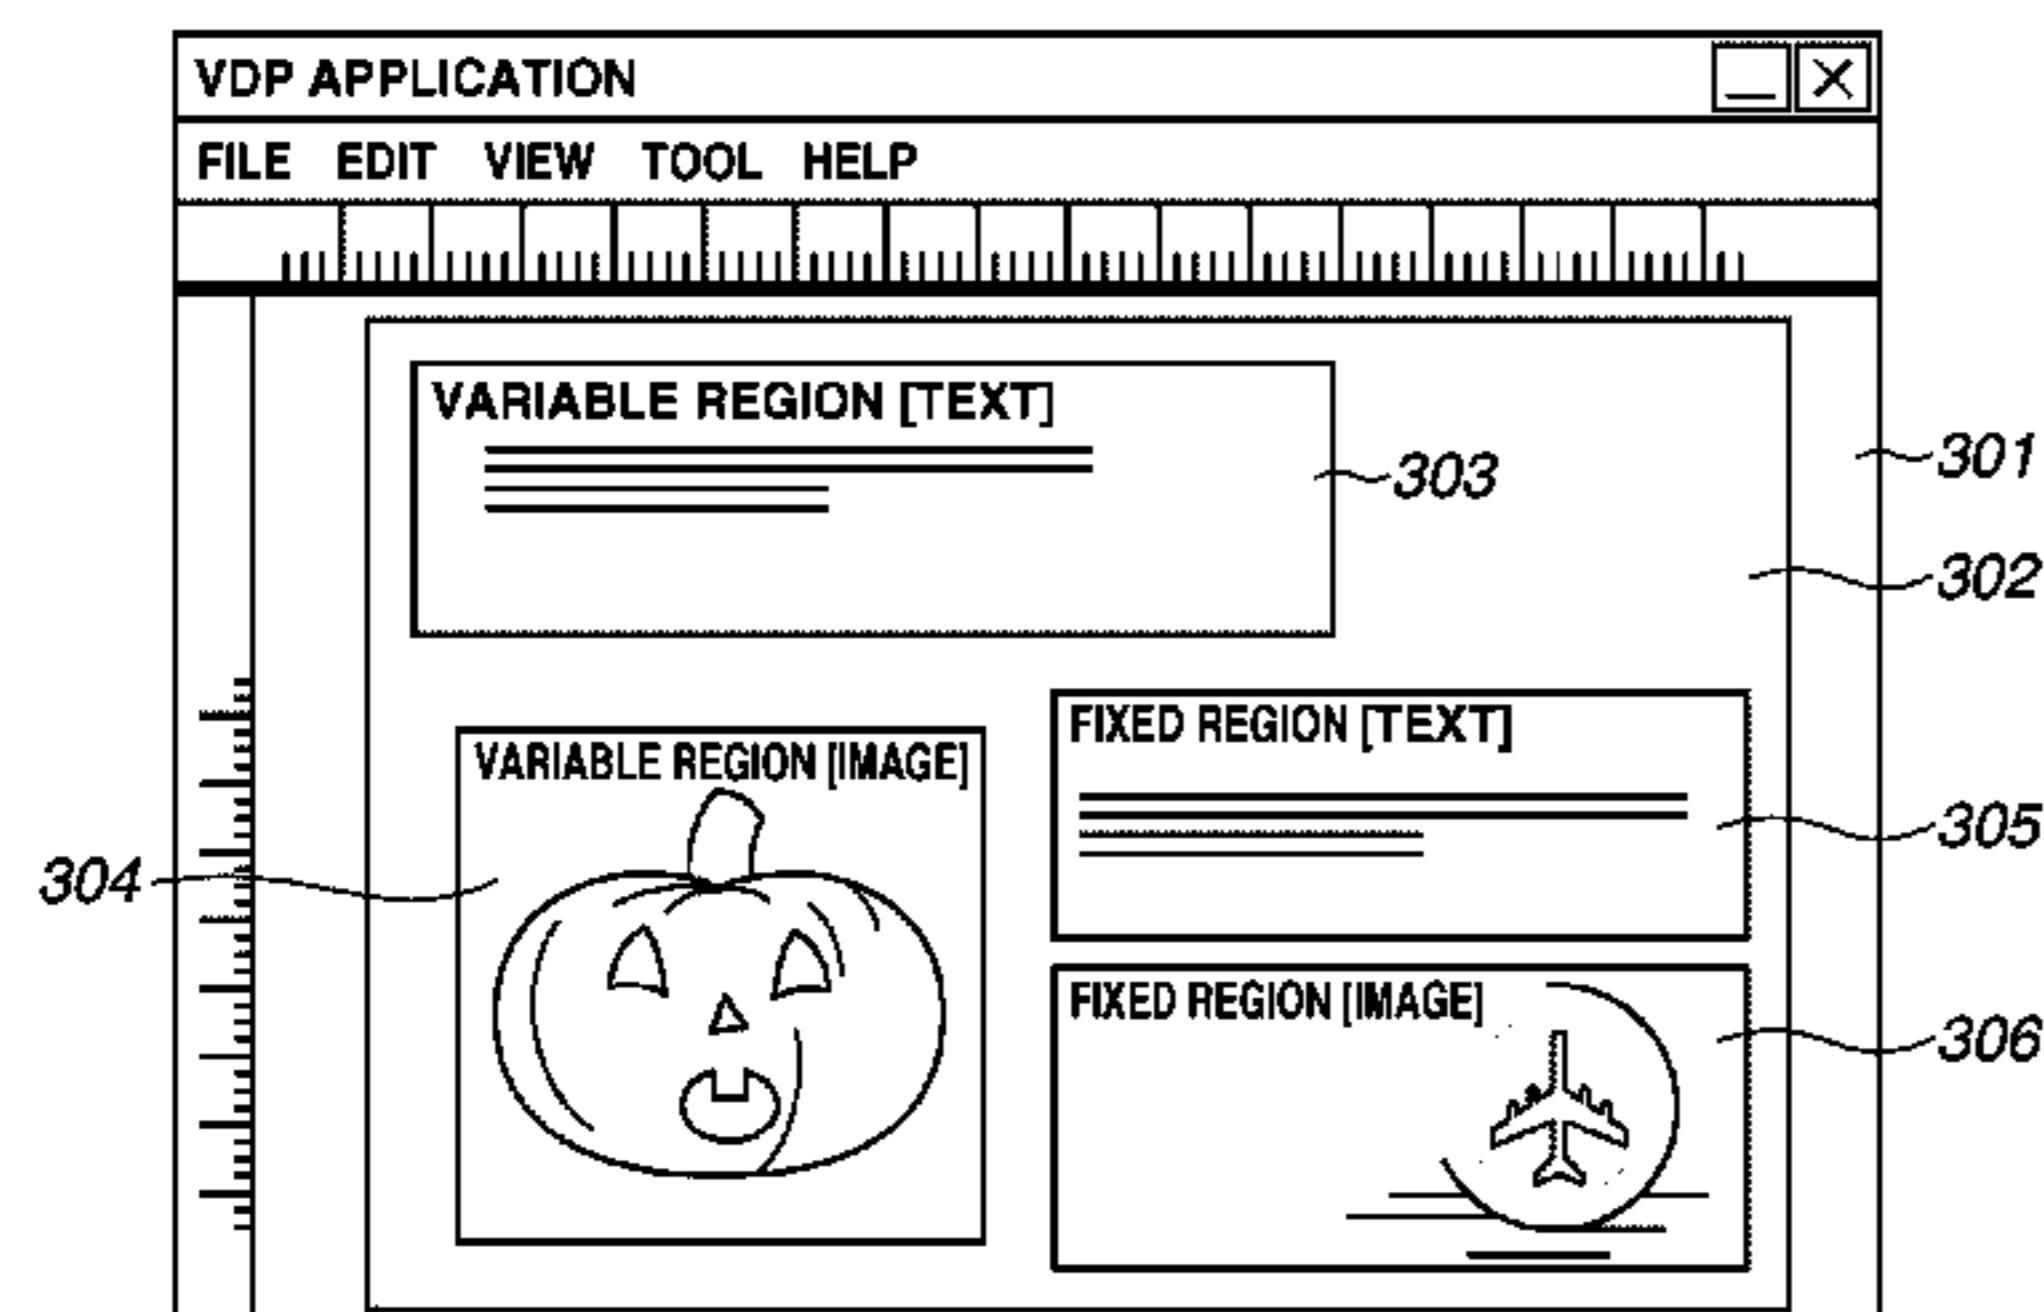 VDP APPLICATION
FILE EDIT VIEW TOOL HELP
VARIABLE REGION [TEXT]
303
301
302
FIXED REGION [TEXT]
VARIABLE REGION [IMAGE]
305
304
FIXED REGION [IMAGE]
306